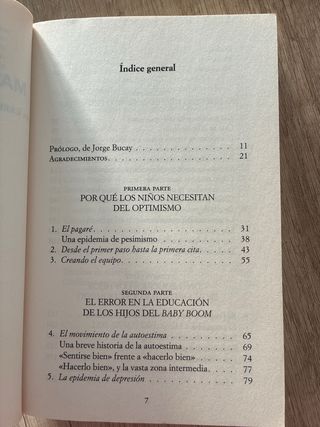 Índice general
PRÓLOGO, de Jorge Bucay . . . . . . . . . . . . . . . 11
AGRADECIMIENTOS. . . . . . . . . . . . . . . . . . . 21
PRIMERA PARTE
POR QUÉ LOS NIÑOS NECESITAN
DEL OPTIMISMO
1. El pagaré . . . . . . . . . . . . . . . . . . . . . 31
Una epidemia de pesimismo . . . . . . . . . . . . 38
2. Desde el primer paso hasta la primera cita. . . . . . 43
3. Creando el equipo. . . . . . . . . . . . . . . . . 55
SEGUNDA PARTE
EL ERROR EN LA EDUCACIÓN
DE LOS HIJOS DEL BABY BOOM
4. El movimiento de la autoestima . . . . . . . . . . 65
Una breve historia de la autoestima . . . . . . . . 69
«Sentirse bien» frente a «hacerlo bien» . . . . . . 74
«Hacerlo bien», y la vasta zona intermedia. . . . . 77
5. La epidemia de depresión . . . . . . . . . . . . . 79
7